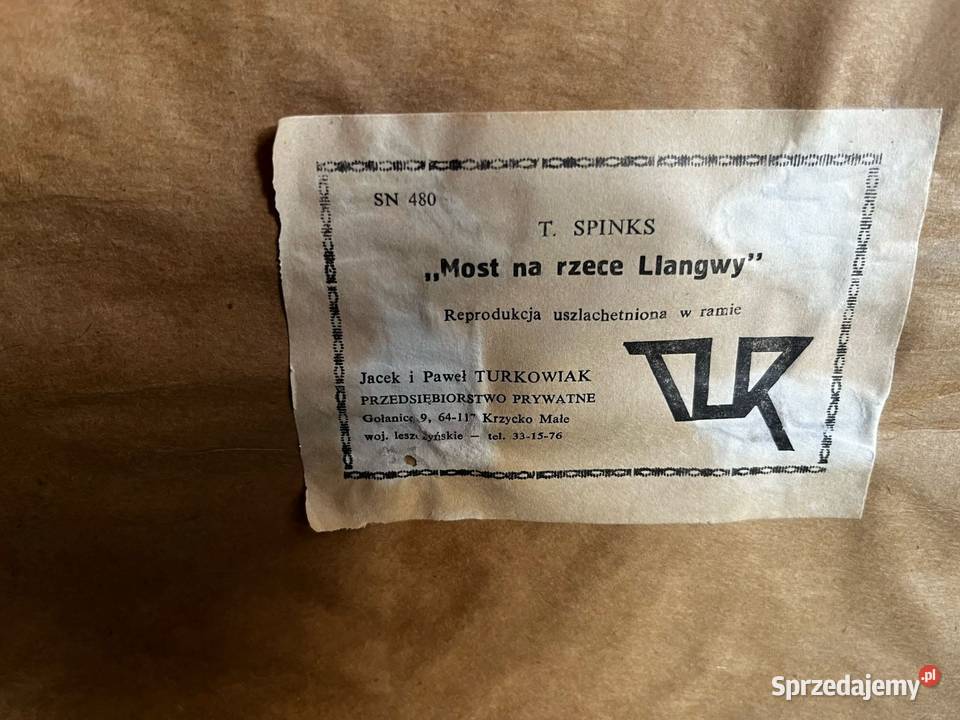 SN 480
T. SPINKS
„Most na rzece Llangwy”
Reprodukcja uszlachetniona w ramie
TUR
Jacek i Paweł TURKOWIAK
PRZEDSIĘBIORSTWO PRYWATNE
Gołanice 9, 64-117 Krzycko Małe
woj. leszczyńskie — tel. 33-15-76
Sprzedajemy.pl